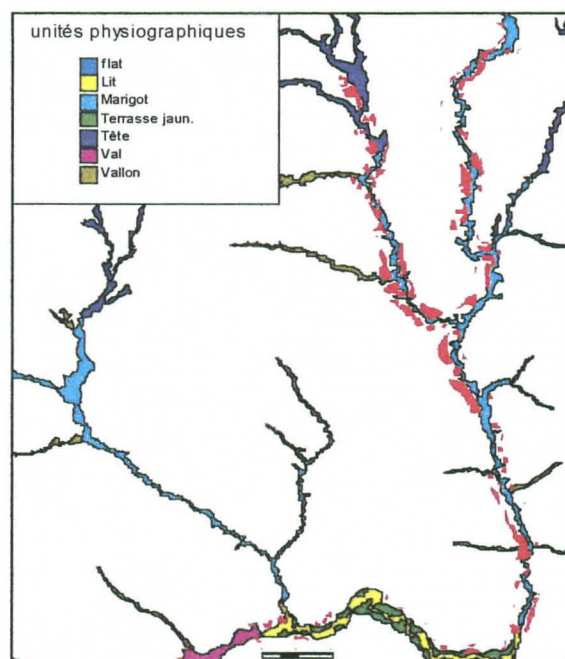 unités physiographiques
flat
Lit
Marigot
Terrasse jaun.
Tête
Val
Vallon